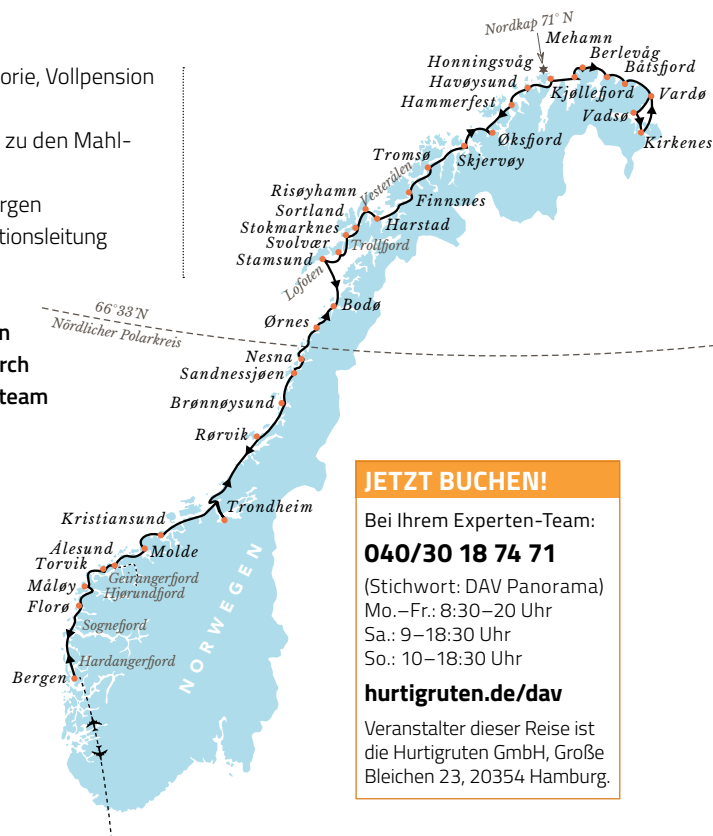 orie, Vollpension
zu den Mahl-
rgen
tionsleitung
n
rch
team
Nordkap 71° N
Mehamn
Berlevåg
Honningsvåg
Båtsfjord
Havøysund
Kjøllefjord
Vardø
Hammerfest
Vadsø
Øksfjord
Kirkenes
Tromsø
Skjervøy
Vesterålen
Risøyhamn
Finnsnes
Sortland
Harstad
Stokmarknes
Svolvær
Trollfjord
Stamsund
Lofoten
Bodø
66°33'N
Ørnes
Nördlicher Polarkreis
Nesna
Sandnessjøen
Brønnøysund
Rørvik
Trondheim
Kristiansund
Ålesund
Molde
Torvik
Geirangerfjord
Måløy
Hjørundfjord
Florø
Sognefjord
NORWEGEN
Hardangerfjord
Bergen
JETZT BUCHEN!
Bei Ihrem Experten-Team:
040/30 18 74 71
(Stichwort: DAV Panorama)
Mo.–Fr.: 8:30–20 Uhr
Sa.: 9–18:30 Uhr
So.: 10–18:30 Uhr
hurtigruten.de/dav
Veranstalter dieser Reise ist
die Hurtigruten GmbH, Große
Bleichen 23, 20354 Hamburg.